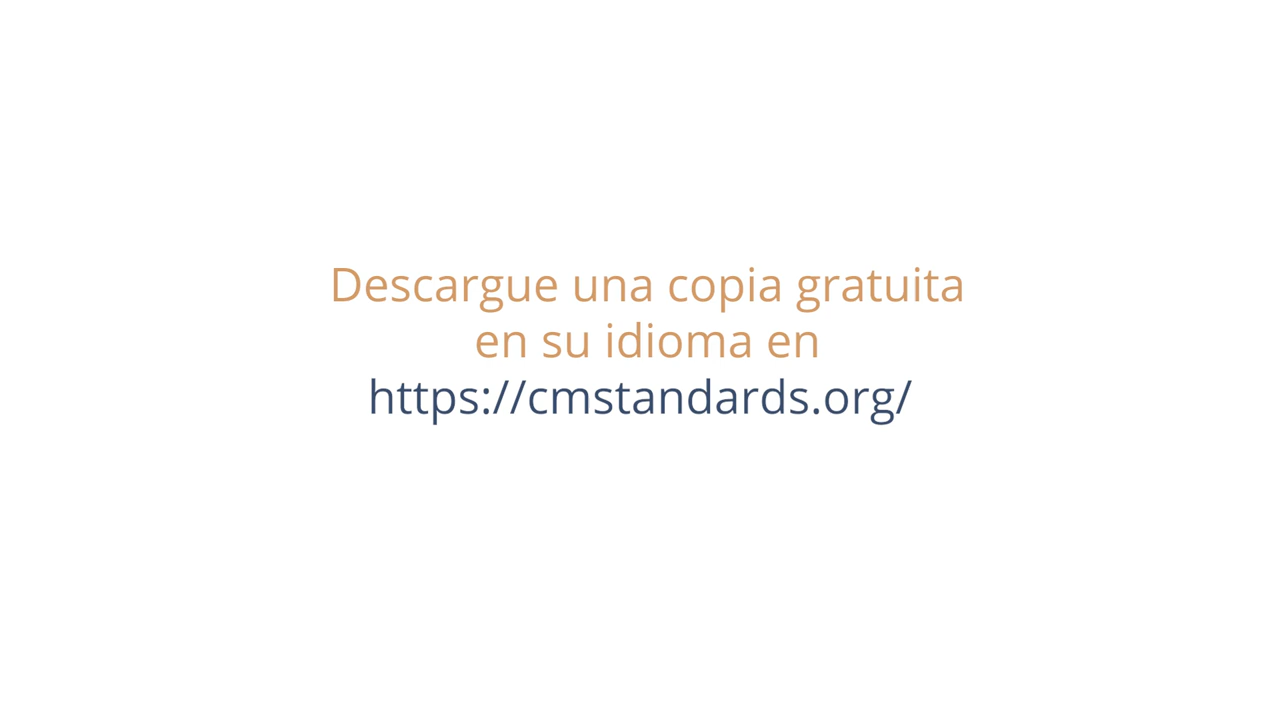 Descargue una copia gratuita
en su idioma en
https://cmstandards.org/